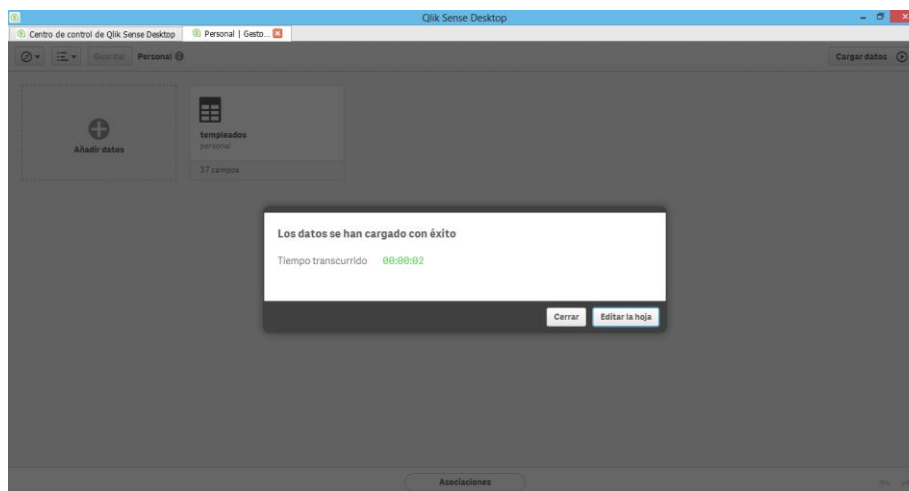 Qlik Sense Desktop
Centro de control de Qlik Sense Desktop
Personal | Gesto...
Guardar
Personal
Cargar datos
Añadir datos
templeados
personal
37 campos
Los datos se han cargado con éxito
Tiempo transcurrido 00:00:02
Cerrar
Editar la hoja
Asociaciones